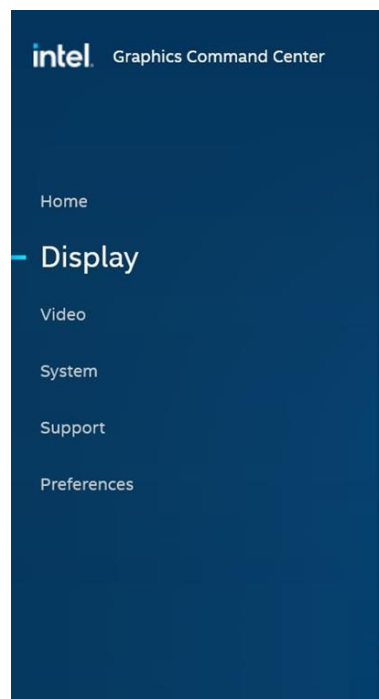 intel. Graphics Command Center
Home
Display
Video
System
Support
Preferences